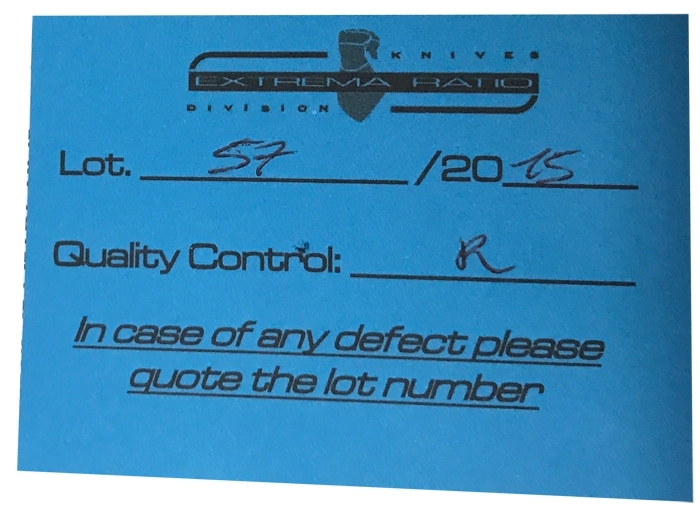 KNIVES
EXTREMA RATIO
DIVISION
Lot. 57 /2015
Quality Control: R
In case of any defect please
quote the lot number